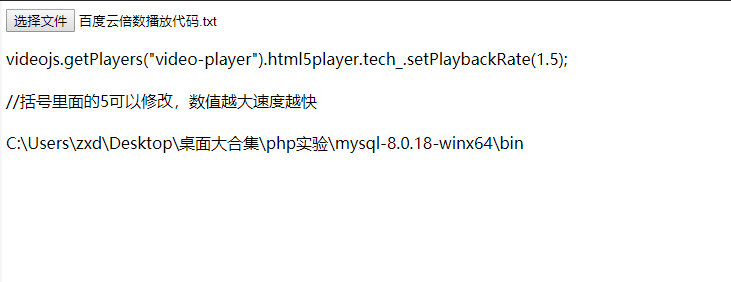 选择文件 百度云倍数播放代码.txt
videojs.getPlayers("video-player").html5player.tech_.setPlaybackRate(1.5);
//括号里面的5可以修改，数值越大速度越快
C:\Users\zxd\Desktop\桌面大合集\php实验\mysql-8.0.18-winx64\bin